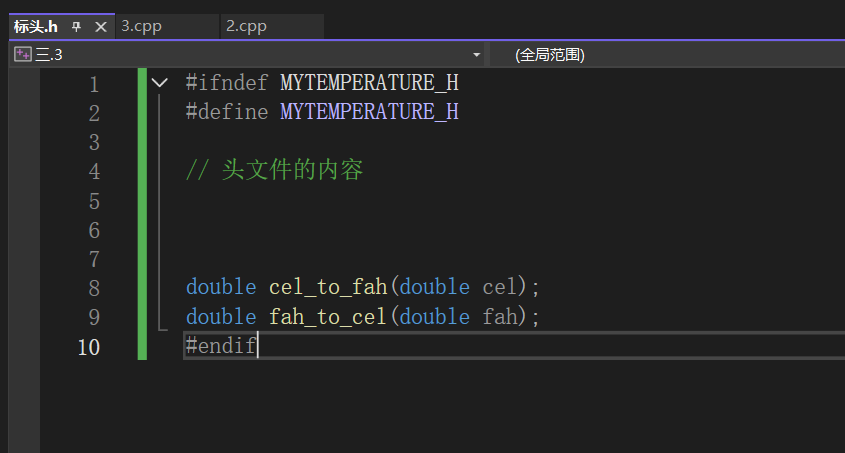 标头.h
3.cpp
2.cpp
三.3
(全局范围)
1 #ifndef MYTEMPERATURE_H
2 #define MYTEMPERATURE_H
3
4 // 头文件的内容
5
6
7
8 double cel_to_fah(double cel);
9 double fah_to_cel(double fah);
10 #endif